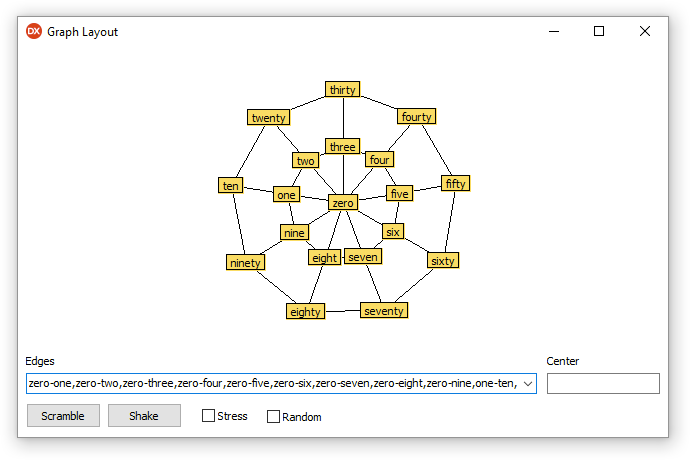 DX Graph Layout
thirty
twenty
fourty
three
two
four
ten
fifty
one
five
zero
nine
six
eight
seven
ninety
sixty
eighty
seventy
Edges
Center
zero-one,zero-two,zero-three,zero-four,zero-five,zero-six,zero-seven,zero-eight,zero-nine,one-ten,
Scramble
Shake
Stress
Random